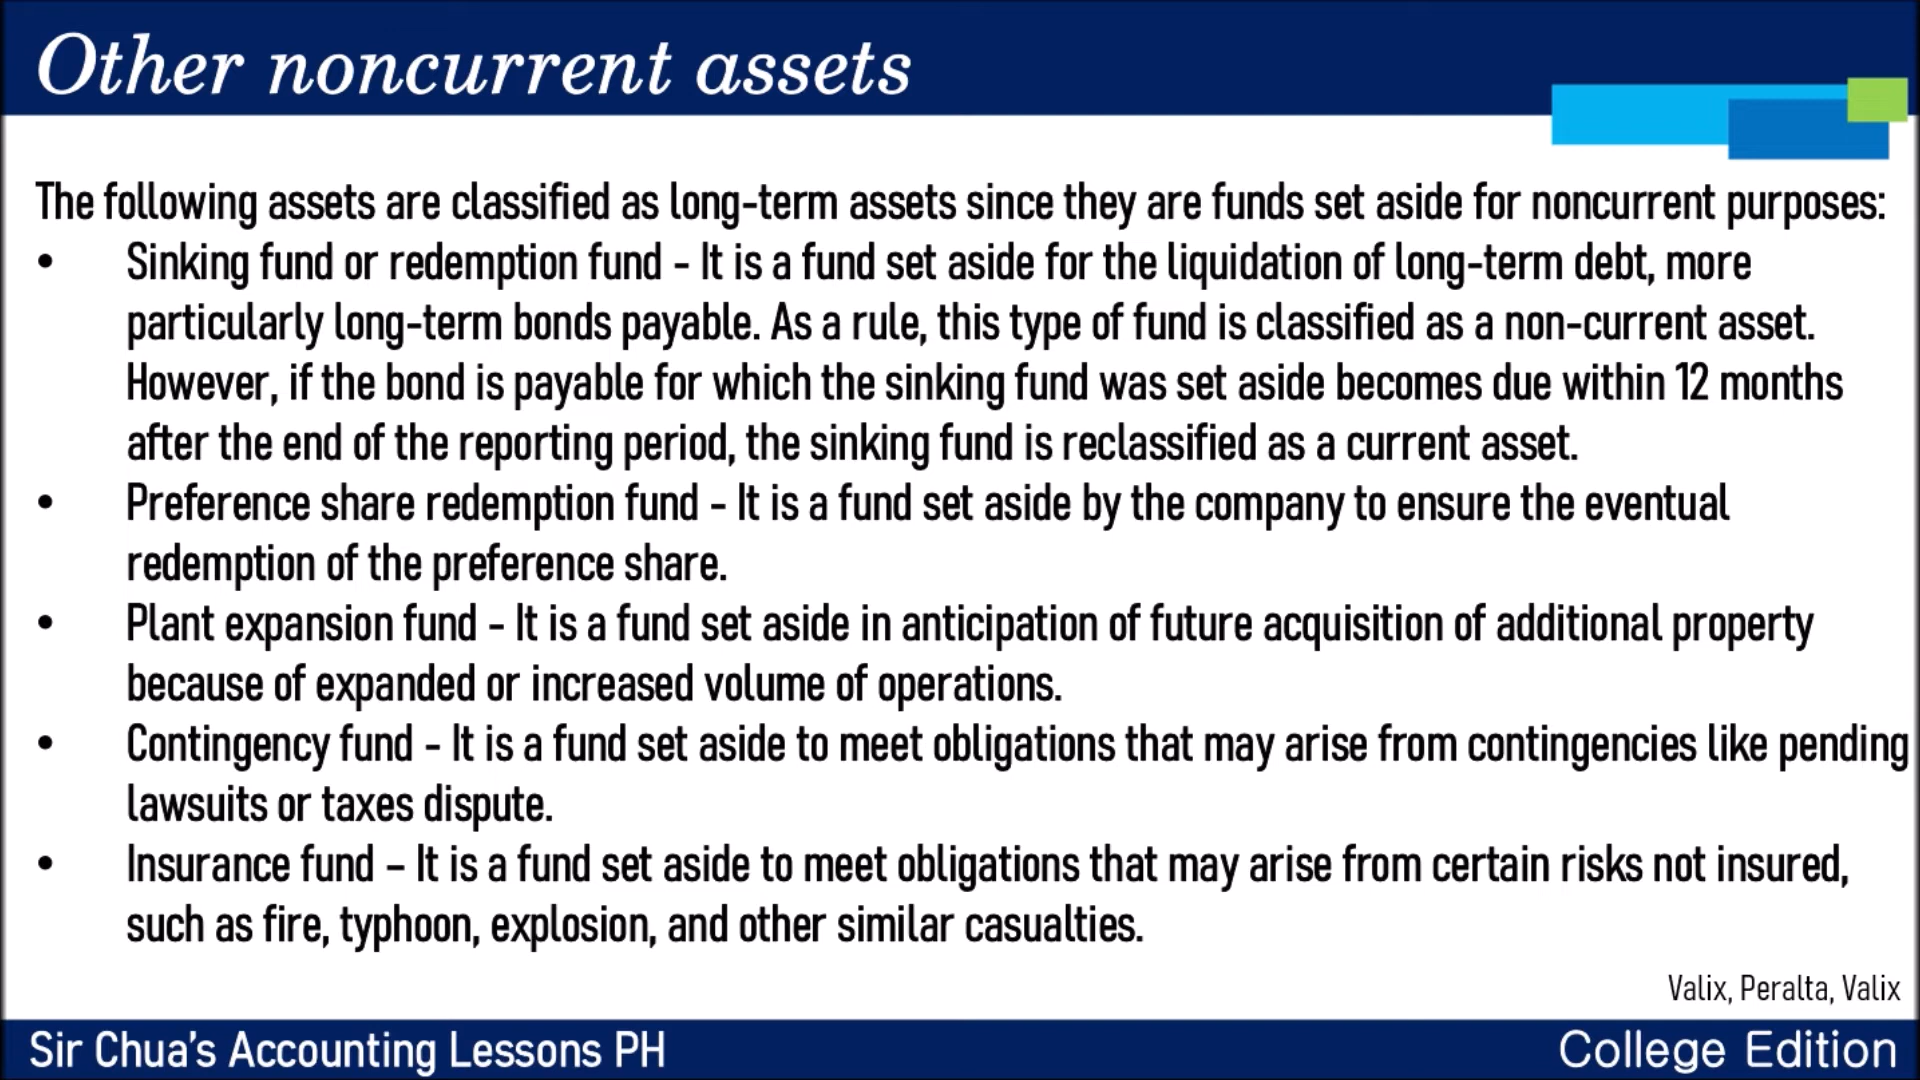 Other noncurrent assets
The following assets are classified as long-term assets since they are funds set aside for noncurrent purposes:
• Sinking fund or redemption fund - It is a fund set aside for the liquidation of long-term debt, more
particularly long-term bonds payable. As a rule, this type of fund is classified as a non-current asset.
However, if the bond is payable for which the sinking fund was set aside becomes due within 12 months
after the end of the reporting period, the sinking fund is reclassified as a current asset.
• Preference share redemption fund - It is a fund set aside by the company to ensure the eventual
redemption of the preference share.
• Plant expansion fund - It is a fund set aside in anticipation of future acquisition of additional property
because of expanded or increased volume of operations.
• Contingency fund - It is a fund set aside to meet obligations that may arise from contingencies like pending
lawsuits or taxes dispute.
• Insurance fund – It is a fund set aside to meet obligations that may arise from certain risks not insured,
such as fire, typhoon, explosion, and other similar casualties.
Valix, Peralta, Valix
Sir Chua's Accounting Lessons PH
College Edition